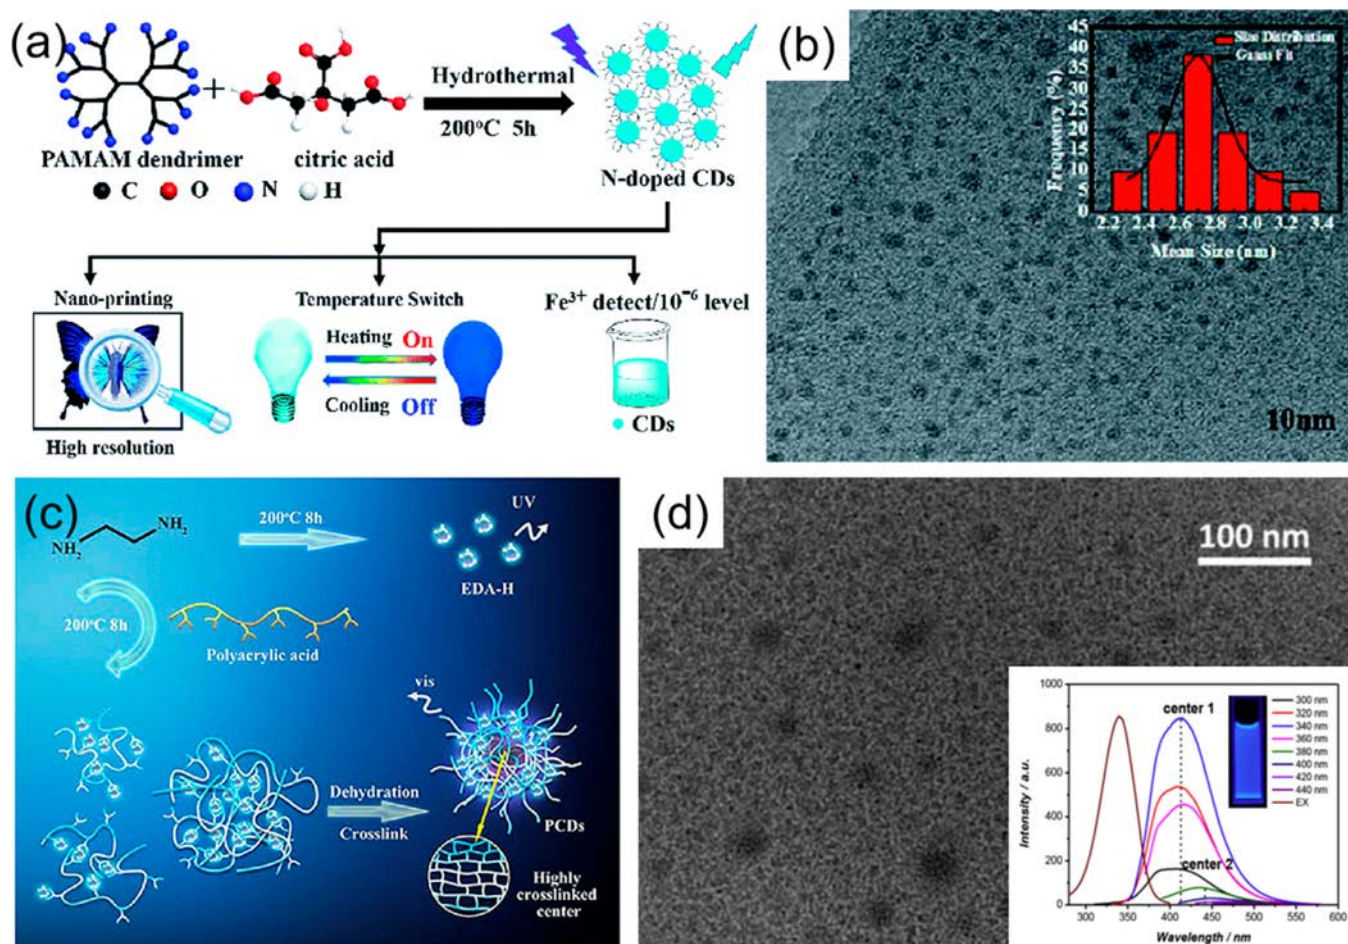 (a)
Hydrothermal
200°C 5h
PAMAM dendrimer
citric acid
N-doped CDs
C O N H
Nano-printing
Temperature Switch
Fe³⁺ detect/10⁻⁶ level
Heating On
Cooling Off
CDs
High resolution
(b)
Size Distribution
Gauss Fit
Frequency (%)
45
40
35
30
25
20
15
10
5
0
2.2 2.4 2.6 2.8 3.0 3.2 3.4
Mean Size (nm)
10nm
(c)
NH₂
NH₂
200°C 8h
UV
EDA-H
200°C 8h
Polyacrylic acid
vis
Dehydration
Crosslink
PCDs
Highly
crosslinked
center
(d)
100 nm
1000
800
600
400
200
0
Intensity / a.u.
center 1
center 2
300 nm
320 nm
340 nm
360 nm
380 nm
400 nm
420 nm
440 nm
EX
300 350 400 450 500 550 600
Wavelength / nm